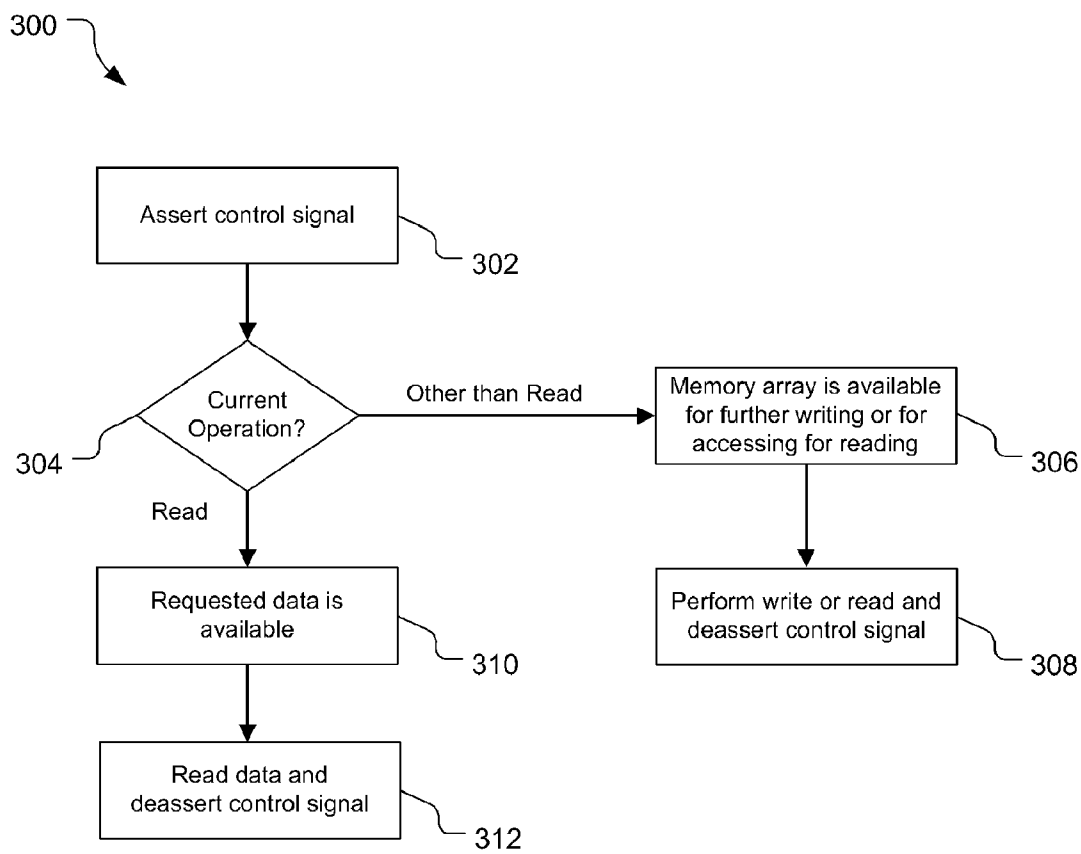 300
Assert control signal
302
Current
Operation?
304
Other than Read
Memory array is available
for further writing or for
accessing for reading
306
Read
Requested data is
available
310
Perform write or read and
deassert control signal
308
Read data and
deassert control signal
312